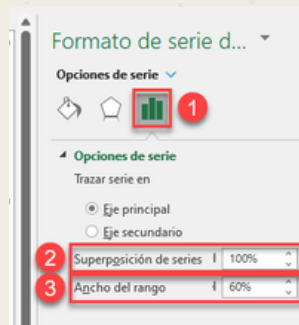 Formato de serie d...
Opciones de serie
1
Opciones de serie
Trazar serie en
Eje principal
Eje secundario
2 Superposición de series 100%
3 Ancho del rango 60%